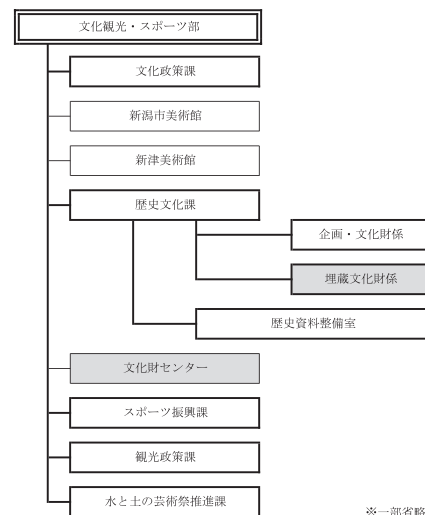 文化観光・スポーツ部
文化政策課
新潟市美術館
新津美術館
歴史文化課
企画・文化財係
埋蔵文化財係
歴史資料整備室
文化財センター
スポーツ振興課
観光政策課
水と土の芸術祭推進課
※一部省略